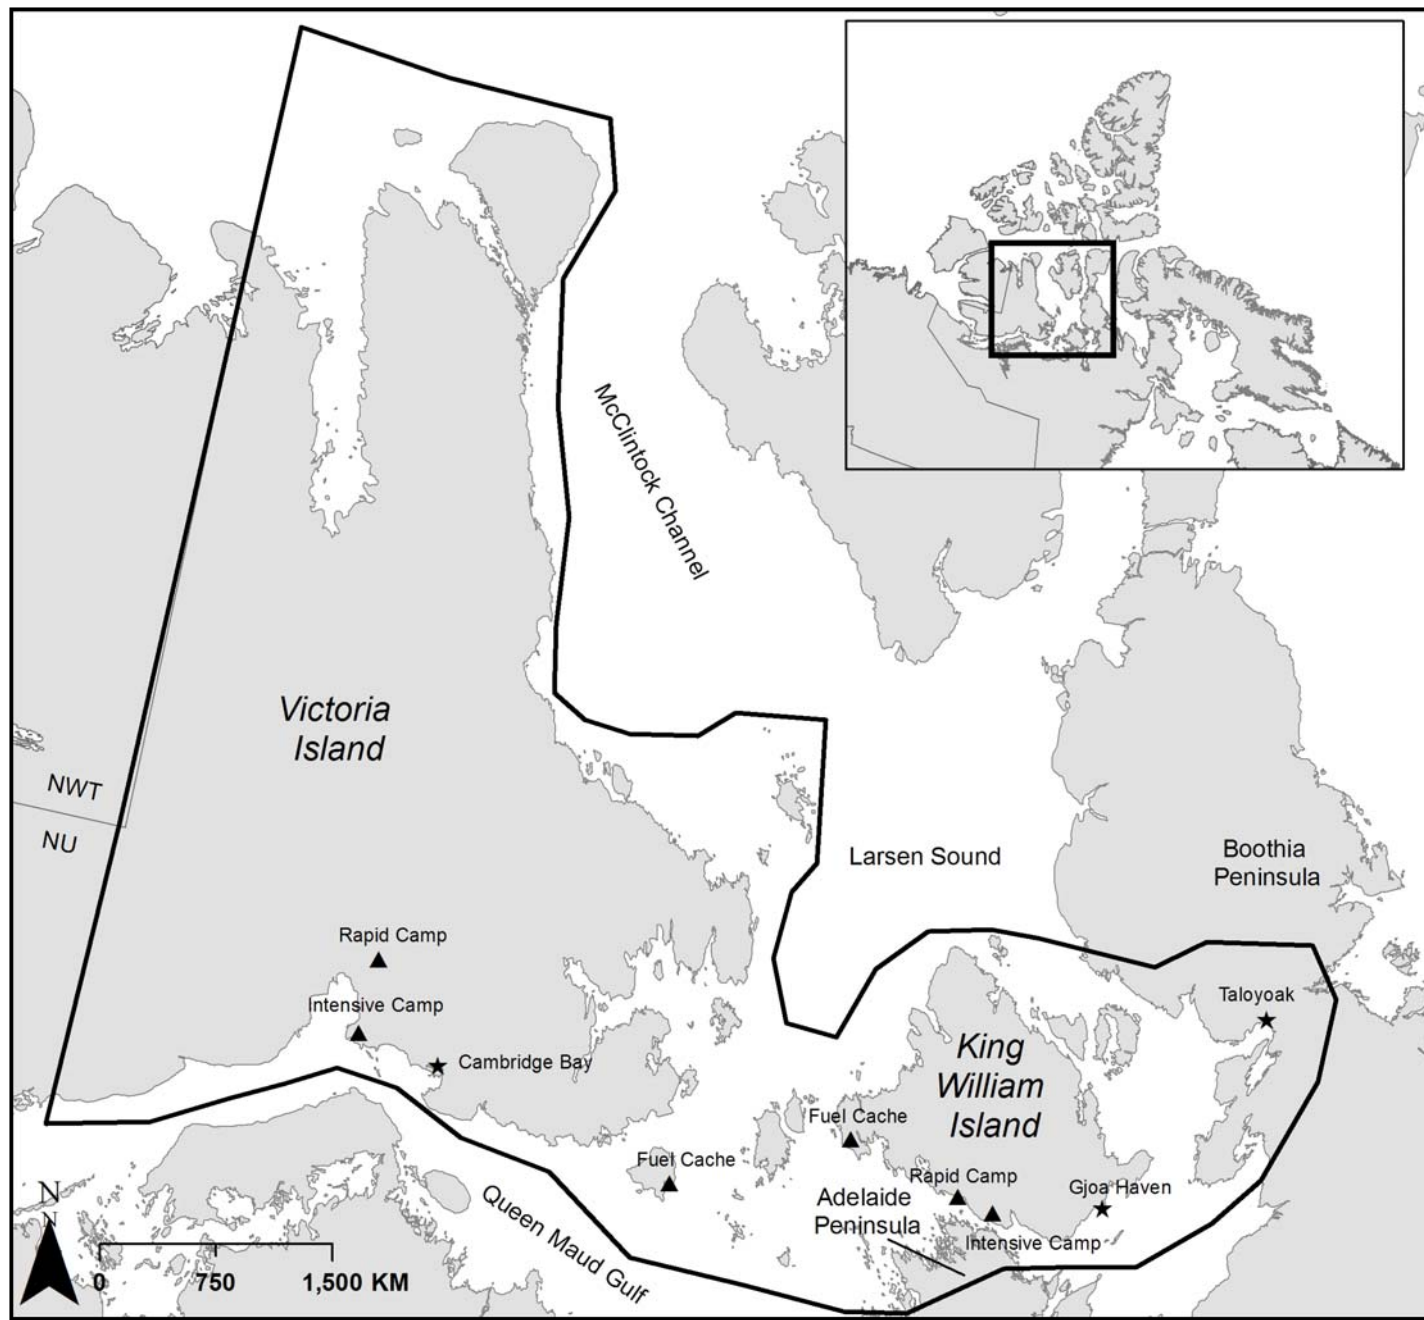 McClintock Channel
Victoria
Island
NWT
NU
Larsen Sound
Boothia
Peninsula
Rapid Camp
Intensive Camp
Cambridge Bay
Taloyoak
King
William
Island
Fuel Cache
Fuel Cache
Rapid Camp
Gjoa Haven
Adelaide
Peninsula
Intensive Camp
Queen Maud Gulf
N
N
0 750 1,500 KM